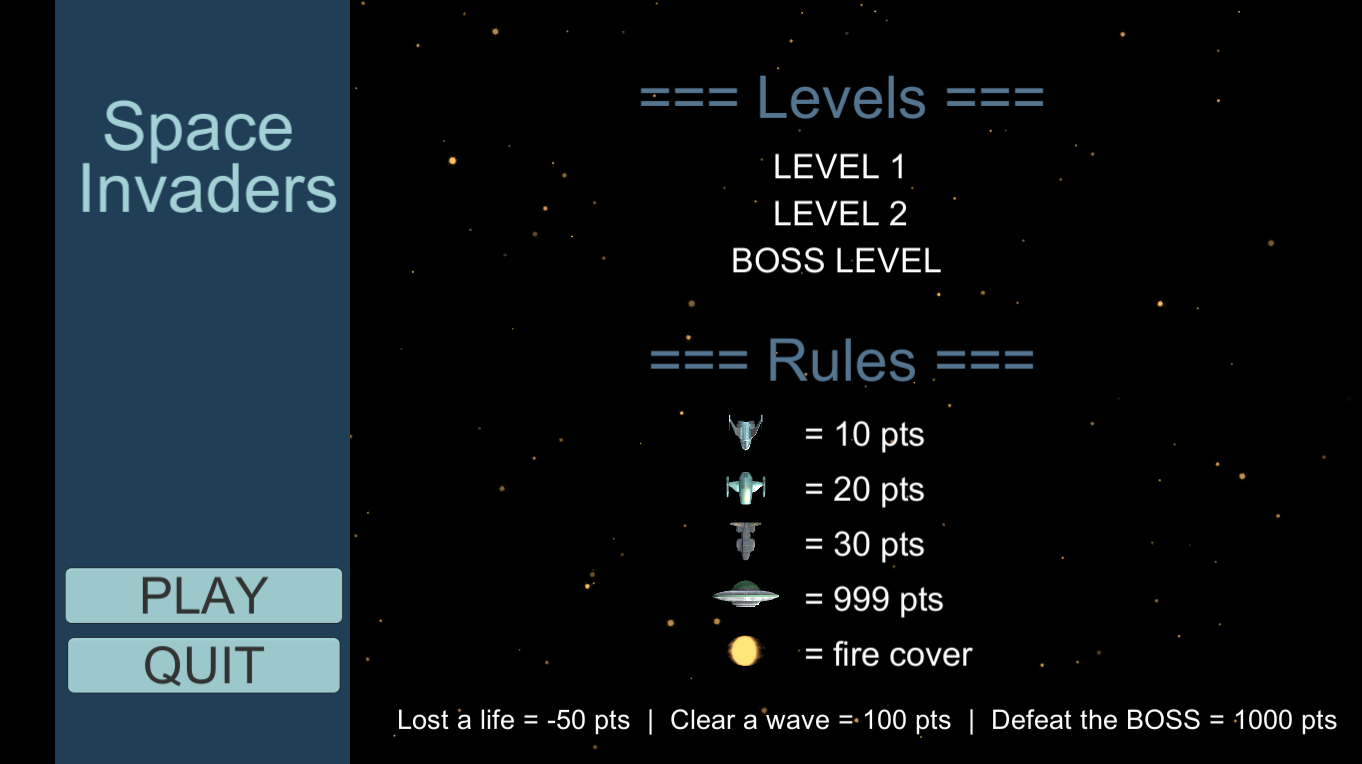 Space
Invaders
PLAY
QUIT
=== Levels ===
LEVEL 1
LEVEL 2
BOSS LEVEL
=== Rules ===
= 10 pts
= 20 pts
= 30 pts
= 999 pts
= fire cover
Lost a life = -50 pts | Clear a wave = 100 pts | Defeat the BOSS = 1000 pts